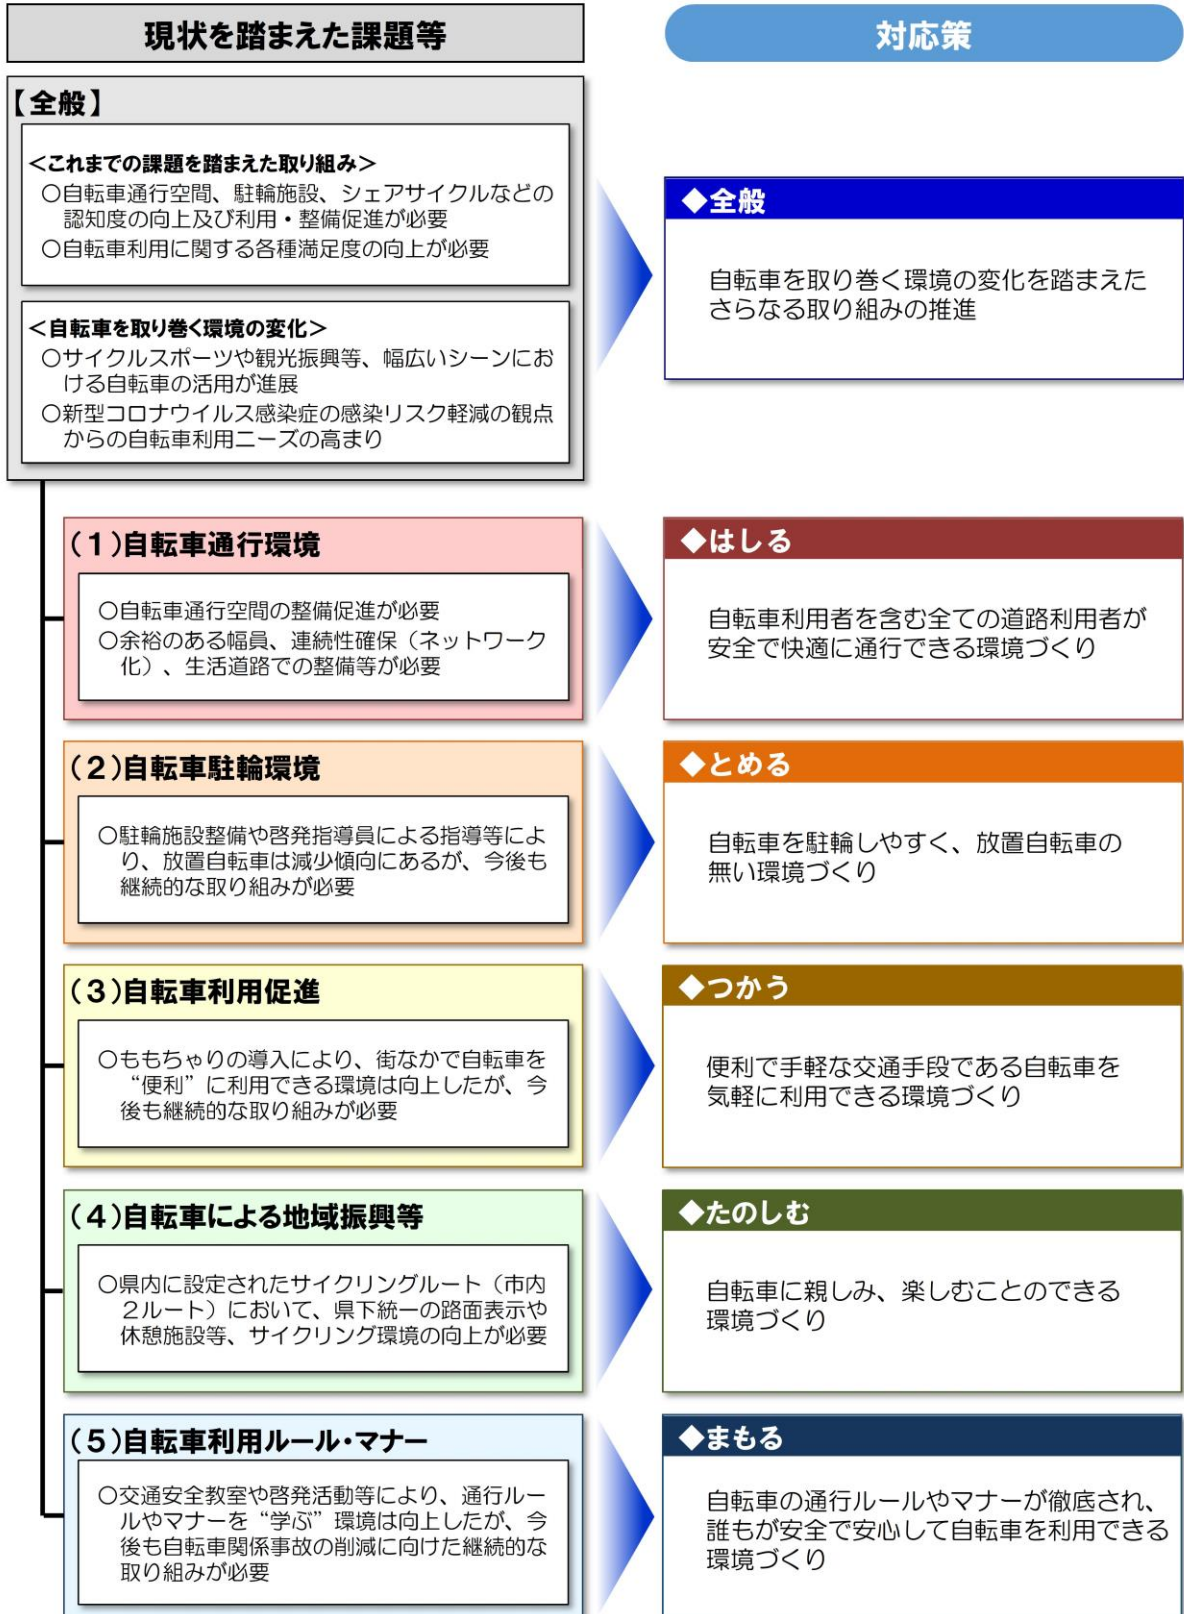 現状を踏まえた課題等
対応策
【全般】
<これまでの課題を踏まえた取り組み>
○自転車通行空間、駐輪施設、シェアサイクルなどの
認知度の向上及び利用・整備促進が必要
○自転車利用に関する各種満足度の向上が必要
<自転車を取り巻く環境の変化>
○サイクルスポーツや観光振興等、幅広いシーンにお
ける自転車の活用が進展
○新型コロナウイルス感染症の感染リスク軽減の観点
からの自転車利用ニーズの高まり
◆全般
自転車を取り巻く環境の変化を踏まえた
さらなる取り組みの推進
(1)自転車通行環境
○自転車通行空間の整備促進が必要
○余裕のある幅員、連続性確保（ネットワーク
化）、生活道路での整備等が必要
◆はしる
自転車利用者を含む全ての道路利用者が
安全で快適に通行できる環境づくり
(2)自転車駐輪環境
○駐輪施設整備や啓発指導員による指導等によ
り、放置自転車は減少傾向にあるが、今後も
継続的な取り組みが必要
◆とめる
自転車を駐輪しやすく、放置自転車の
無い環境づくり
(3)自転車利用促進
○ももちゃりの導入により、街なかで自転車を
“便利”に利用できる環境は向上したが、今
後も継続的な取り組みが必要
◆つかう
便利で手軽な交通手段である自転車を
気軽に利用できる環境づくり
(4)自転車による地域振興等
○県内に設定されたサイクリングルート（市内
2ルート）において、県下統一の路面表示や
休憩施設等、サイクリング環境の向上が必要
◆たのしむ
自転車に親しみ、楽しむことのできる
環境づくり
(5)自転車利用ルール・マナー
○交通安全教室や啓発活動等により、通行ルー
ルやマナーを“学ぶ”環境は向上したが、今
後も自転車関係事故の削減に向けた継続的な
取り組みが必要
◆まもる
自転車の通行ルールやマナーが徹底され、
誰もが安全で安心して自転車を利用できる
環境づくり